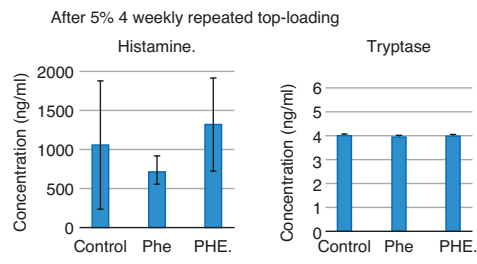 After 5% 4 weekly repeated top-loading
Histamine.
Concentration (ng/ml)
2000
1500
1000
500
0
Control Phe PHE.
Tryptase
Concentration (ng/ml)
6
5
4
3
2
1
0
Control Phe PHE.